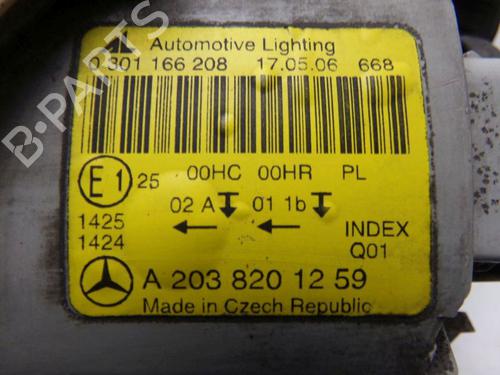 Automotive Lighting
0 301 166 208 17.05.06 668
E1 25 00HC 00HR PL
02 A 01 1b
1425
1424
INDEX
Q01
A 203 820 12 59
Made in Czech Republic
B-PARTS